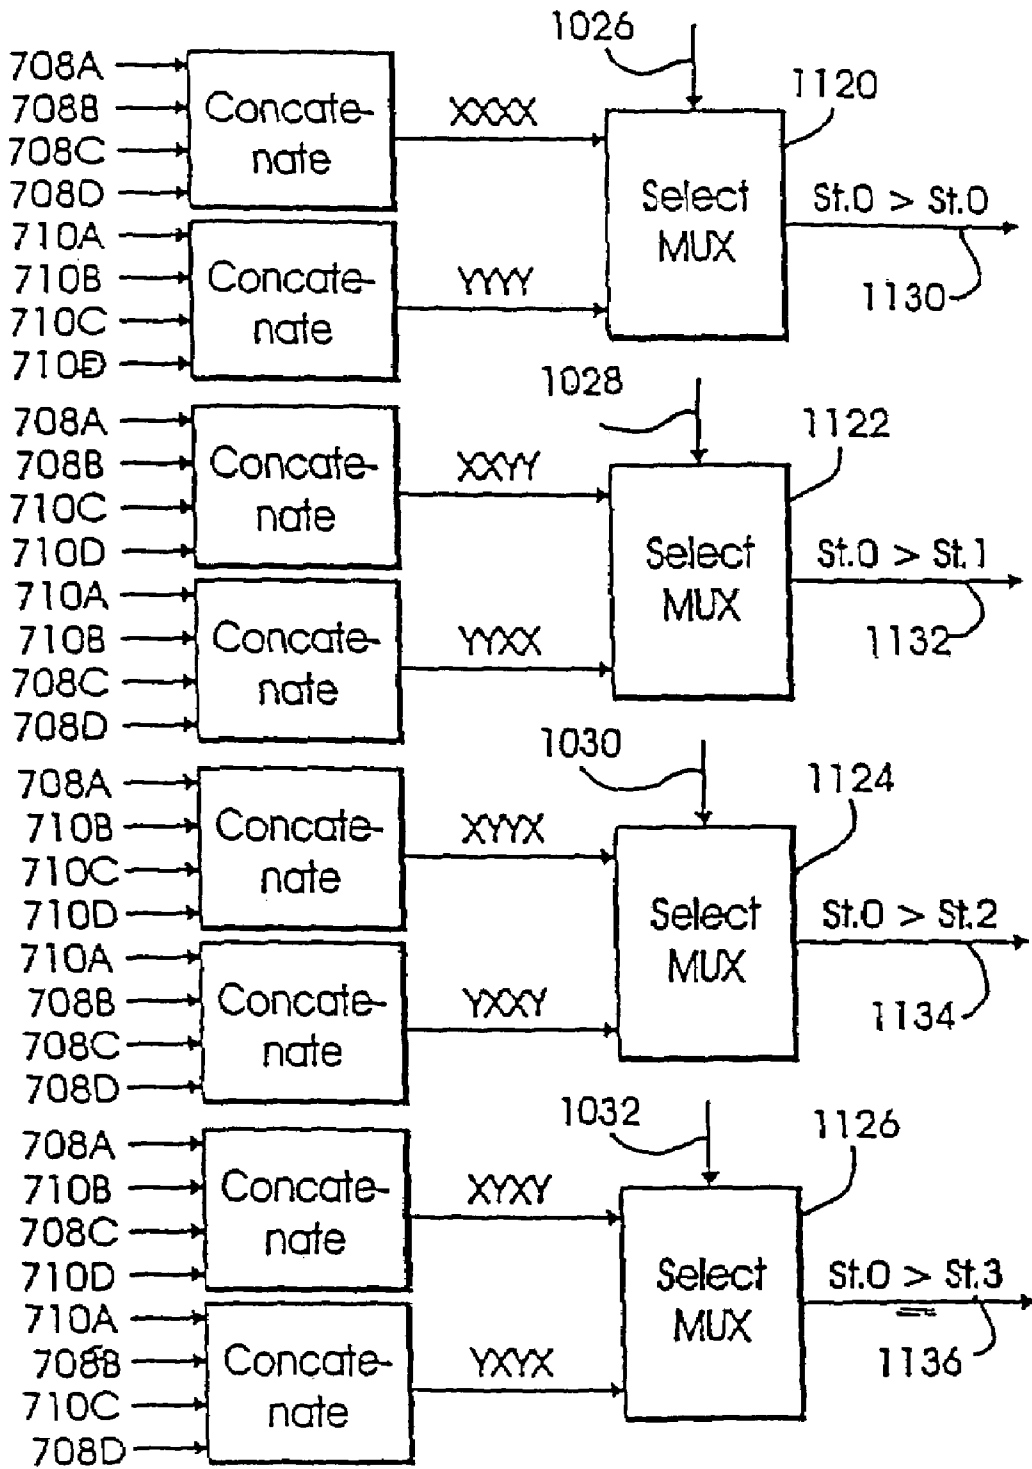 1026
708A
708B
708C
708D
Concate-
nate
XXXX
1120
Select
MUX
St.0 > St.0
1130
710A
710B
710C
710D
Concate-
nate
YYYY
1028
708A
708B
710C
710D
Concate-
nate
XXYY
1122
Select
MUX
St.0 > St.1
1132
710A
710B
708C
708D
Concate-
nate
YYXX
1030
708A
710B
710C
710D
Concate-
nate
XYYX
1124
Select
MUX
St.0 > St.2
1134
710A
708B
708C
708D
Concate-
nate
YXXY
1032
708A
710B
708C
710D
Concate-
nate
XYXY
1126
Select
MUX
St.0 > St.3
1136
710A
708B
710C
708D
Concate-
nate
YXYX